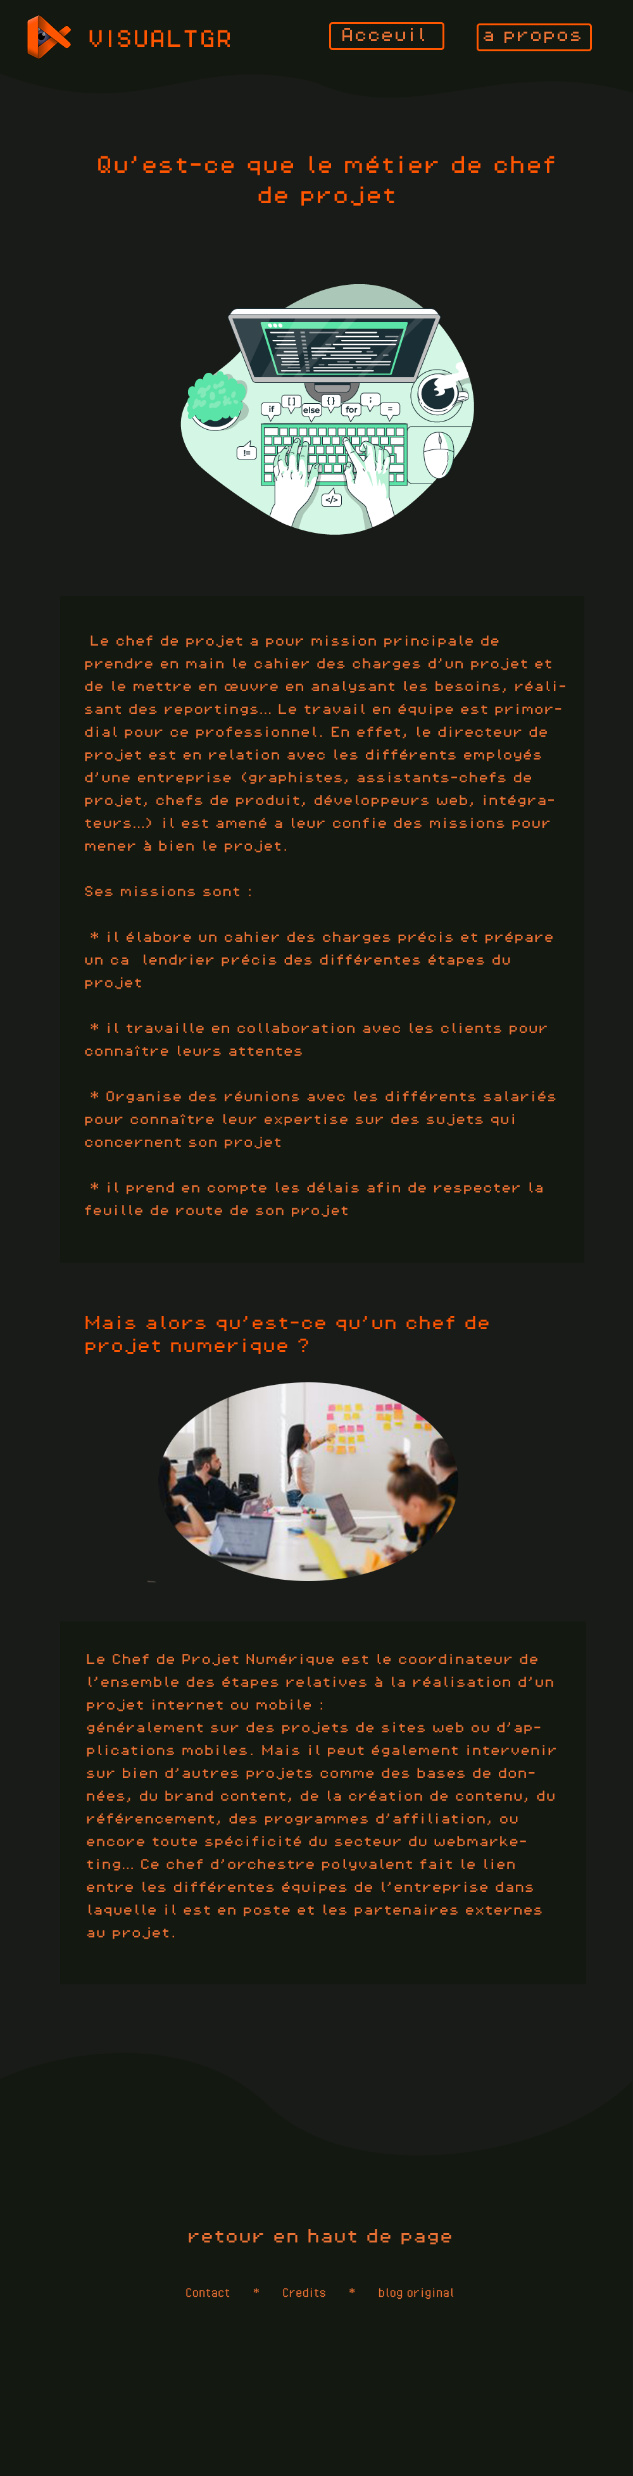 VISUALTGR
Acceuil
a propos
Qu'est-ce que le métier de chef
de projet
if
[ ]
else
{ }
for
;
=
!=
</>
Le chef de projet a pour mission principale de
prendre en main le cahier des charges d'un projet et
de le mettre en œuvre en analysant les besoins, réali-
sant des reportings... Le travail en équipe est primor-
dial pour ce professionnel. En effet, le directeur de
projet est en relation avec les différents employés
d'une entreprise (graphistes, assistants-chefs de
projet, chefs de produit, développeurs web, intégra-
teurs...) il est amené a leur confie des missions pour
mener à bien le projet.
Ses missions sont :
* il élabore un cahier des charges précis et prépare
un ca lendrier précis des différentes étapes du
projet
* il travaille en collaboration avec les clients pour
connaître leurs attentes
* Organise des réunions avec les différents salariés
pour connaître leur expertise sur des sujets qui
concernent son projet
* il prend en compte les délais afin de respecter la
feuille de route de son projet
Mais alors qu'est-ce qu'un chef de
projet numerique ?
Le Chef de Projet Numérique est le coordinateur de
l'ensemble des étapes relatives à la réalisation d'un
projet internet ou mobile :
généralement sur des projets de sites web ou d'ap-
plications mobiles. Mais il peut également intervenir
sur bien d'autres projets comme des bases de don-
nées, du brand content, de la création de contenu, du
référencement, des programmes d'affiliation, ou
encore toute spécificité du secteur du webmarke-
ting... Ce chef d'orchestre polyvalent fait le lien
entre les différentes équipes de l'entreprise dans
laquelle il est en poste et les partenaires externes
au projet.
retour en haut de page
Contact * Credits * blog original